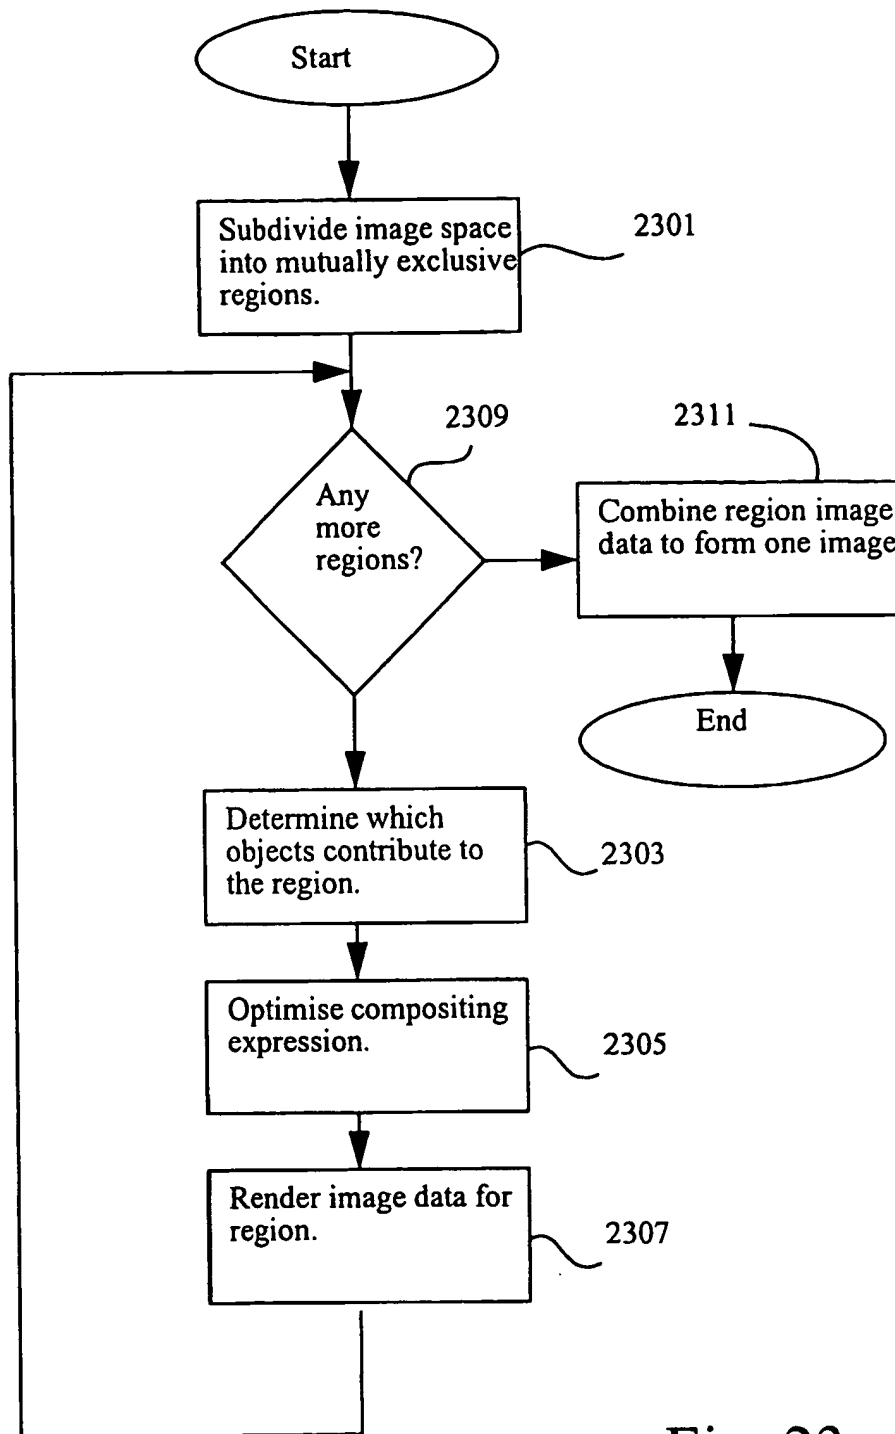 Start
Subdivide image space
into mutually exclusive
regions.
2301
2309
2311
Any
more
regions?
Combine region image
data to form one image
End
Determine which
objects contribute to
the region.
2303
Optimise compositing
expression.
2305
Render image data for
region.
2307